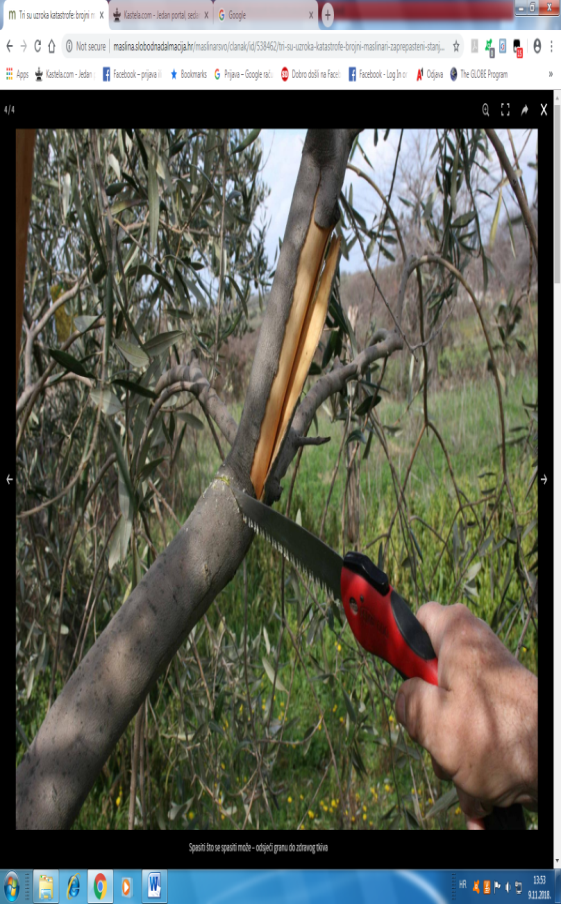 Tri su uzroka katastrofe: brojni m
Kastela.com - Jedan portal, seda
Google
Not secure
maslina.slobodnadalmacija.hr/maslinarstvo/clanak/id/538462/tri-su-uzroka-katastrofe-brojni-maslinari-zaprepasteni-stanj...
Apps
Kastela.com - Jedan
Facebook – prijava il
Bookmarks
Prijava – Google rač
Dobro došli na Faceb
Facebook - Log In or
Odjava
The GLOBE Program
»
4/4
Spasiti što se spasiti može – odsjeći granu do zdravog tkiva
HR
13:53
9.11.2018.